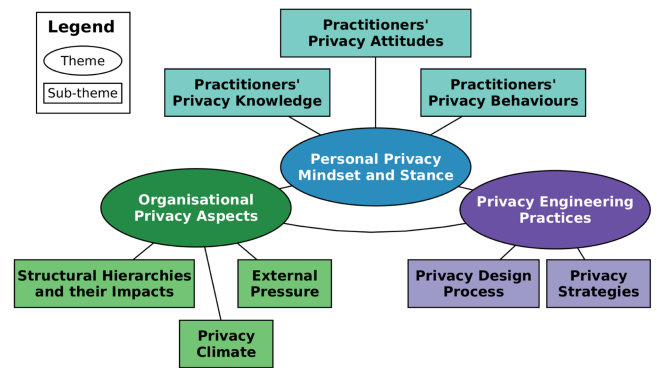 Legend
Theme
Sub-theme
Practitioners'
Privacy Attitudes
Practitioners'
Privacy Knowledge
Practitioners'
Privacy Behaviours
Personal Privacy
Mindset and Stance
Organisational
Privacy Aspects
Privacy Engineering
Practices
Structural Hierarchies
and their Impacts
External
Pressure
Privacy Design
Process
Privacy
Strategies
Privacy
Climate